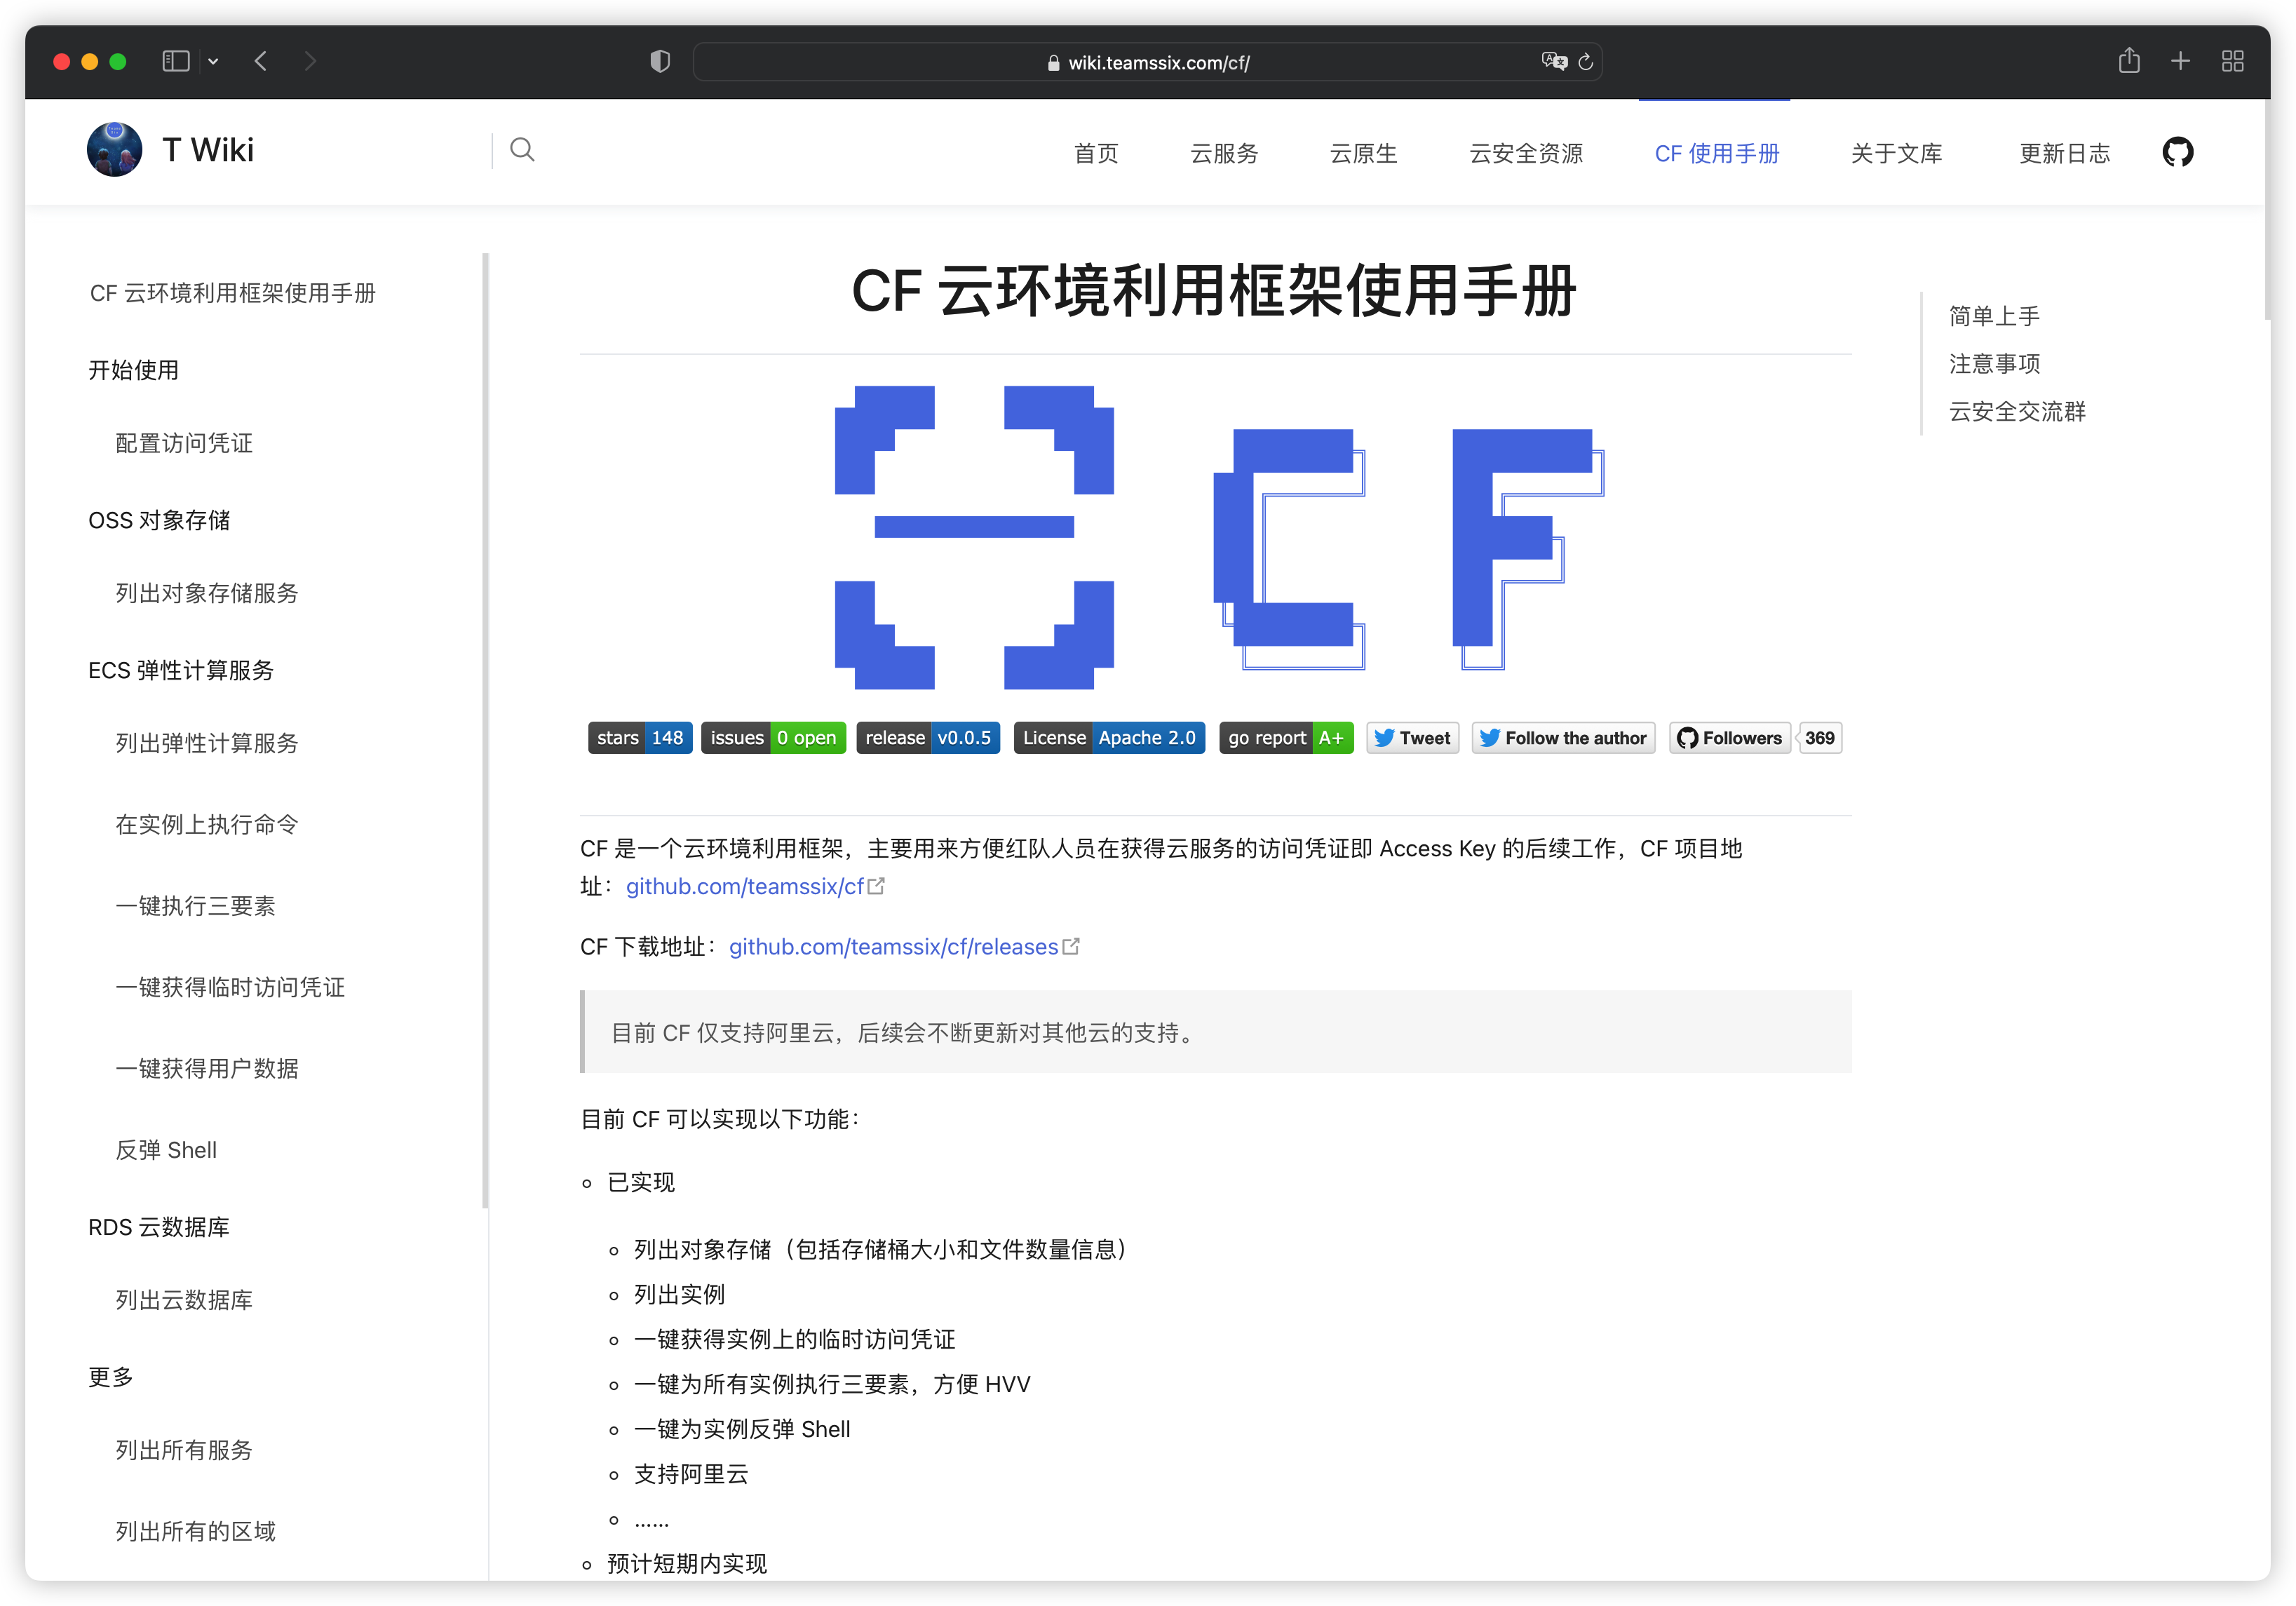 wiki.teamssix.com/cf/
T Wiki
首页
云服务
云原生
云安全资源
CF 使用手册
关于文库
更新日志
CF 云环境利用框架使用手册
开始使用
配置访问凭证
OSS 对象存储
列出对象存储服务
ECS 弹性计算服务
列出弹性计算服务
在实例上执行命令
一键执行三要素
一键获得临时访问凭证
一键获得用户数据
反弹 Shell
RDS 云数据库
列出云数据库
更多
列出所有服务
列出所有的区域
CF 云环境利用框架使用手册
CF
stars 148 issues 0 open release v0.0.5 License Apache 2.0 go report A+ Tweet Follow the author Followers 369
CF 是一个云环境利用框架，主要用来方便红队人员在获得云服务的访问凭证即 Access Key 的后续工作，CF 项目地
址：github.com/teamssix/cf
CF 下载地址：github.com/teamssix/cf/releases
目前 CF 仅支持阿里云，后续会不断更新对其他云的支持。
目前 CF 可以实现以下功能：
已实现
列出对象存储（包括存储桶大小和文件数量信息）
列出实例
一键获得实例上的临时访问凭证
一键为所有实例执行三要素，方便 HVV
一键为实例反弹 Shell
支持阿里云
……
预计短期内实现
简单上手
注意事项
云安全交流群